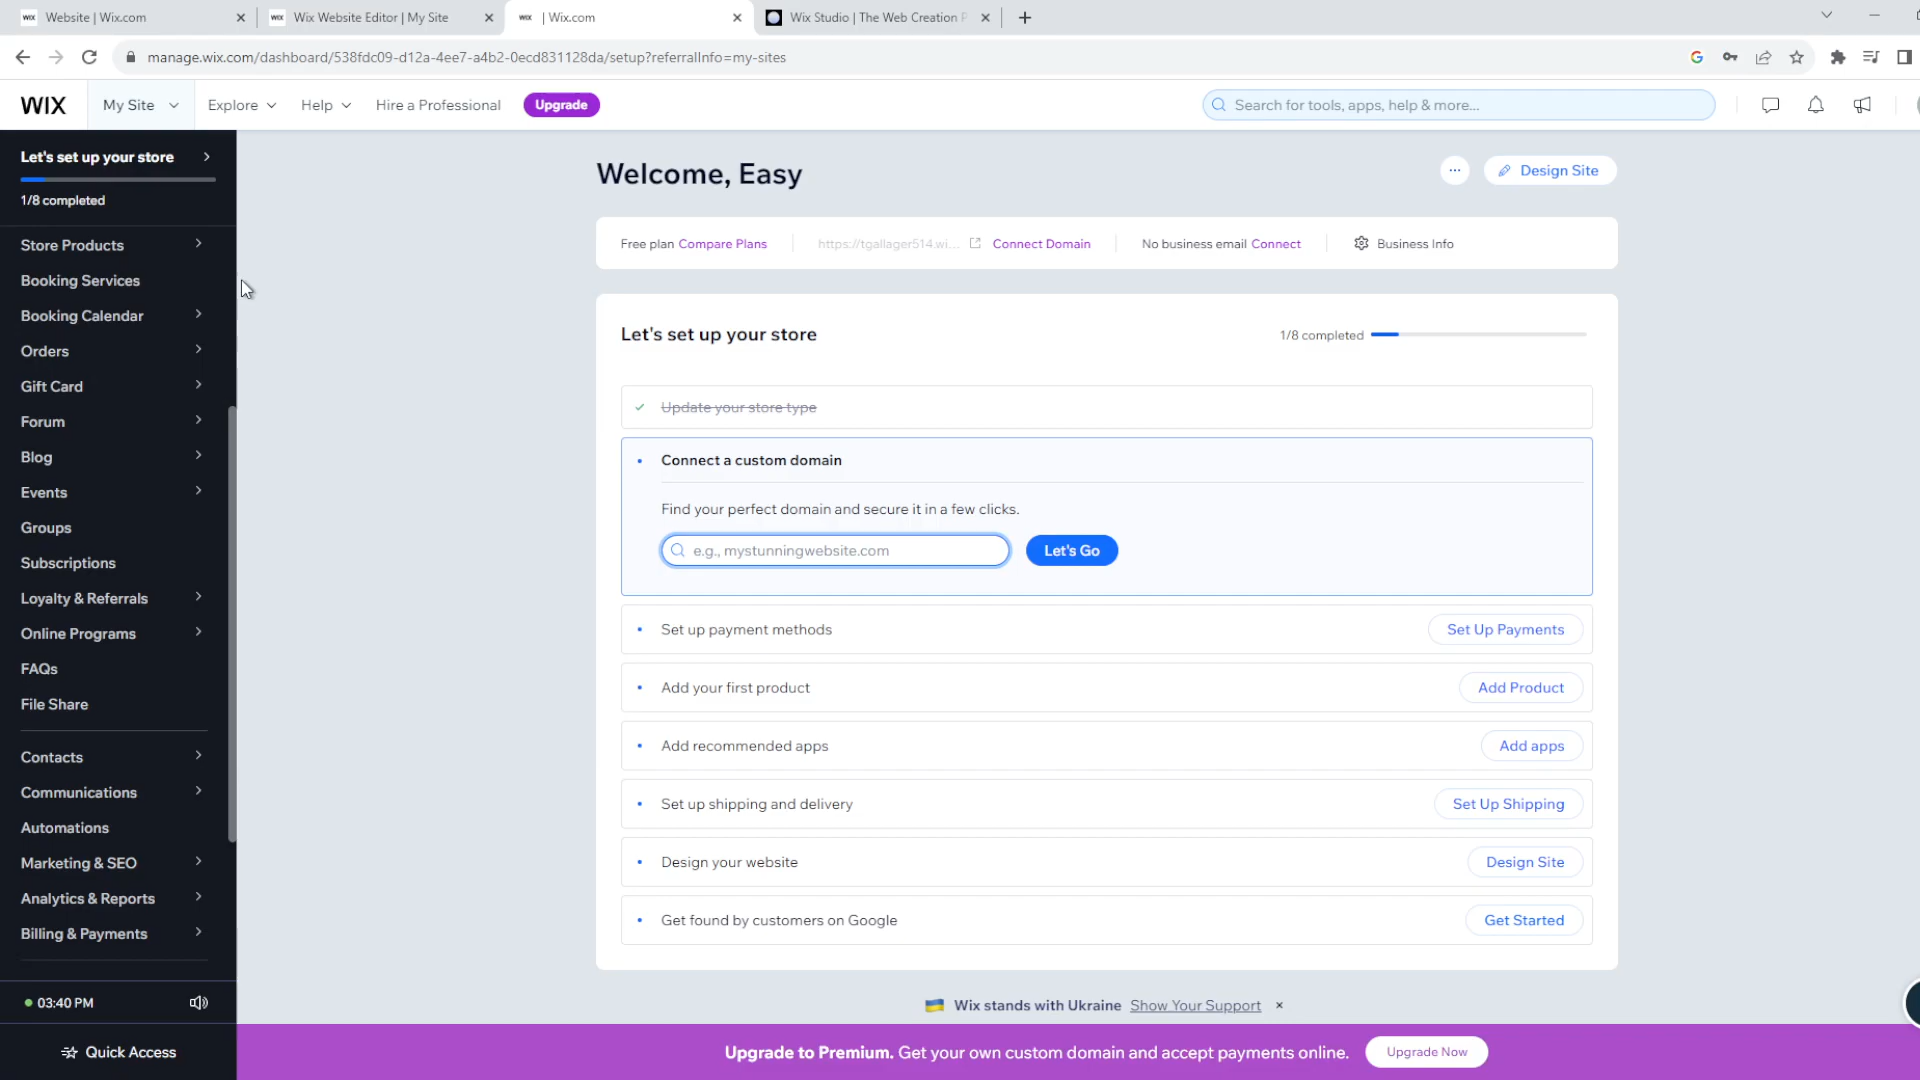 WIX Website | Wix.com
WIX Wix Website Editor | My Site
WIX | Wix.com
Wix Studio | The Web Creation P
manage.wix.com/dashboard/538fdc09-d12a-4ee7-a4b2-0ecd831128da/setup?referralInfo=my-sites
WIX
My Site
Explore
Help
Hire a Professional
Upgrade
Search for tools, apps, help & more...
Let's set up your store
1/8 completed
Store Products
Booking Services
Booking Calendar
Orders
Gift Card
Forum
Blog
Events
Groups
Subscriptions
Loyalty & Referrals
Online Programs
FAQs
File Share
Contacts
Communications
Automations
Marketing & SEO
Analytics & Reports
Billing & Payments
03:40 PM
Quick Access
Welcome, Easy
Design Site
Free plan Compare Plans
https://tgallager514.wi... Connect Domain
No business email Connect
Business Info
Let's set up your store
1/8 completed
Update your store type
Connect a custom domain
Find your perfect domain and secure it in a few clicks.
e.g., mystunningwebsite.com
Let's Go
Set up payment methods
Set Up Payments
Add your first product
Add Product
Add recommended apps
Add apps
Set up shipping and delivery
Set Up Shipping
Design your website
Design Site
Get found by customers on Google
Get Started
Wix stands with Ukraine Show Your Support
Upgrade to Premium. Get your own custom domain and accept payments online.
Upgrade Now